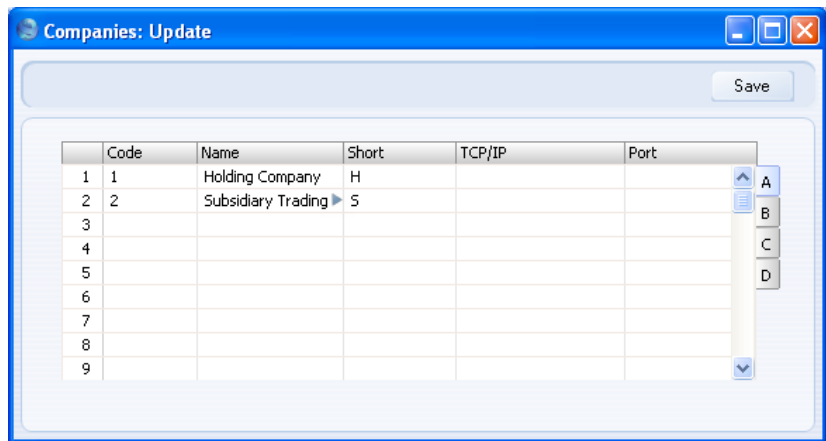 Companies: Update
Save
Code Name Short TCP/IP Port
1 1 Holding Company H
2 2 Subsidiary Trading S
3
4
5
6
7
8
9
A
B
C
D